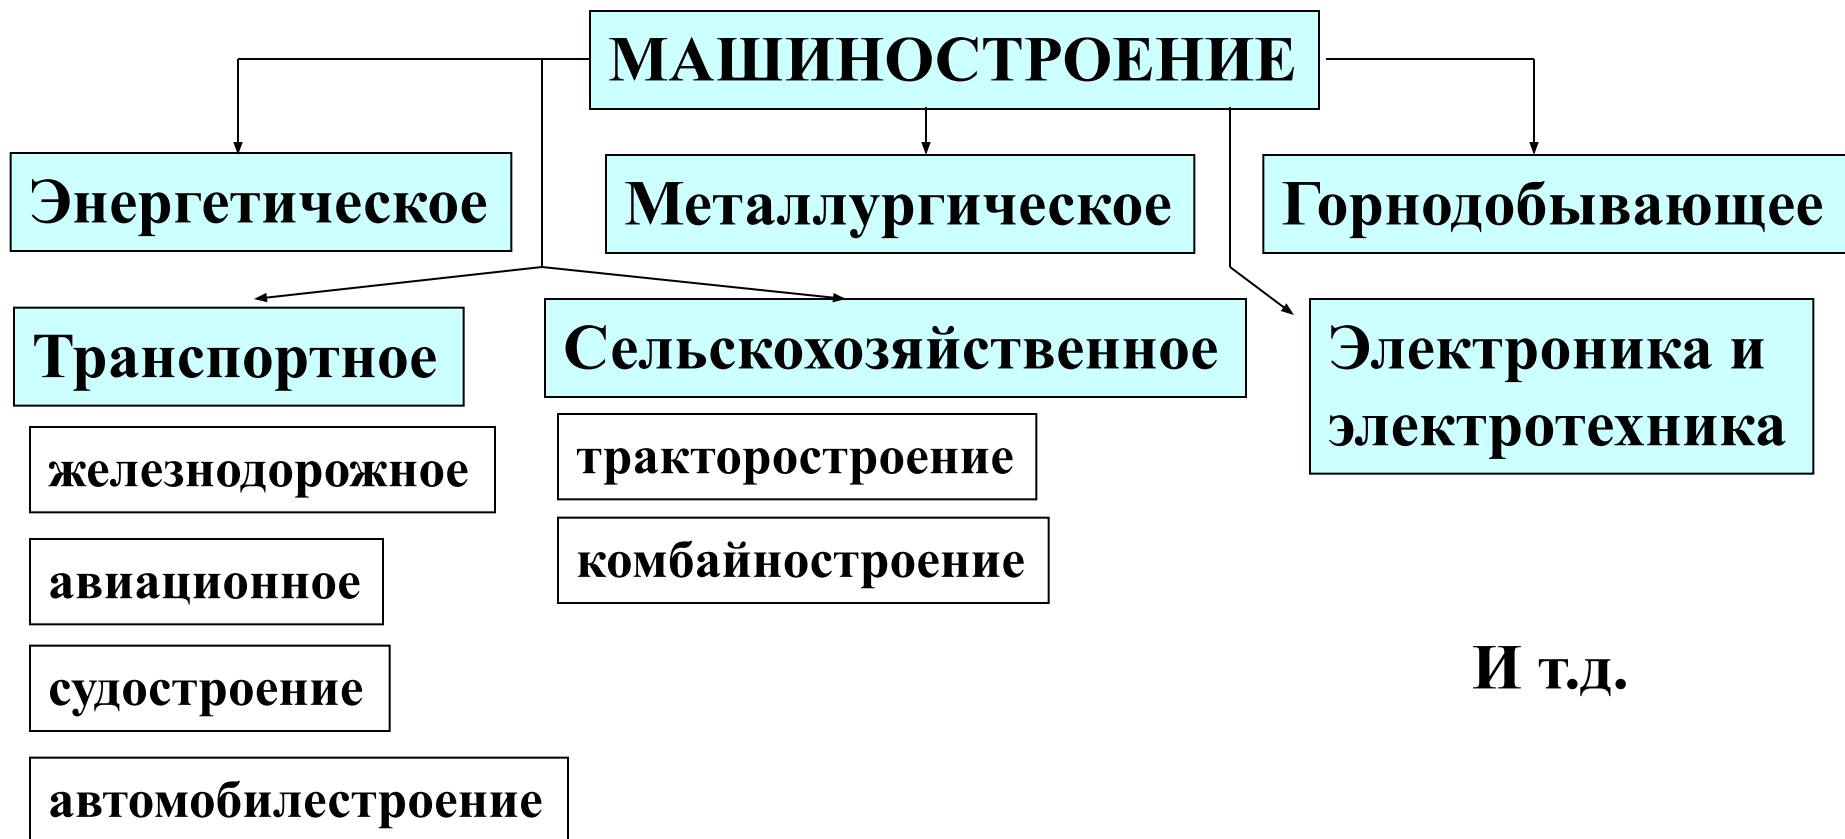 МАШИНОСТРОЕНИЕ
Энергетическое
Металлургическое
Горнодобывающее
Транспортное
железнодорожное
авиационное
судостроение
автомобилестроение
Сельскохозяйственное
тракторостроение
комбайностроение
Электроника и
электротехника
И т.д.